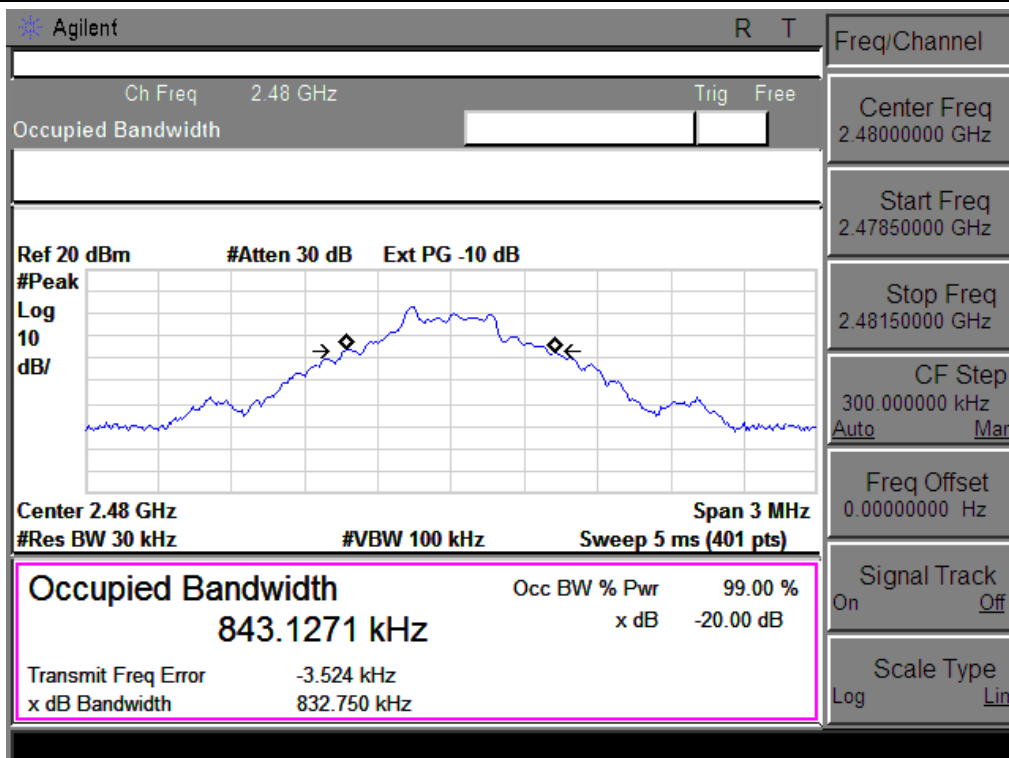 Agilent R T
Ch Freq 2.48 GHz Trig Free
Occupied Bandwidth
Ref 20 dBm #Atten 30 dB Ext PG -10 dB
#Peak
Log
10
dB/
Center 2.48 GHz Span 3 MHz
#Res BW 30 kHz #VBW 100 kHz Sweep 5 ms (401 pts)
Occupied Bandwidth Occ BW % Pwr 99.00 %
843.1271 kHz x dB -20.00 dB
Transmit Freq Error -3.524 kHz
x dB Bandwidth 832.750 kHz
Freq/Channel
Center Freq
2.48000000 GHz
Start Freq
2.47850000 GHz
Stop Freq
2.48150000 GHz
CF Step
300.000000 kHz
Auto Man
Freq Offset
0.00000000 Hz
Signal Track
On Off
Scale Type
Log Lin